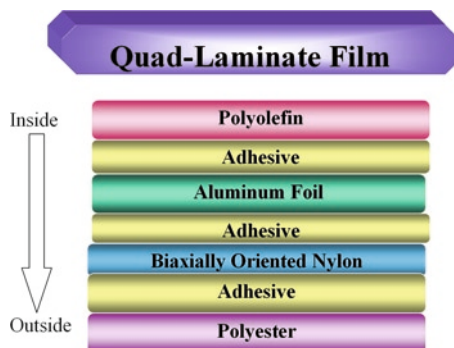 Quad-Laminate Film
Inside
Polyolefin
Adhesive
Aluminum Foil
Adhesive
Biaxially Oriented Nylon
Adhesive
Outside
Polyester